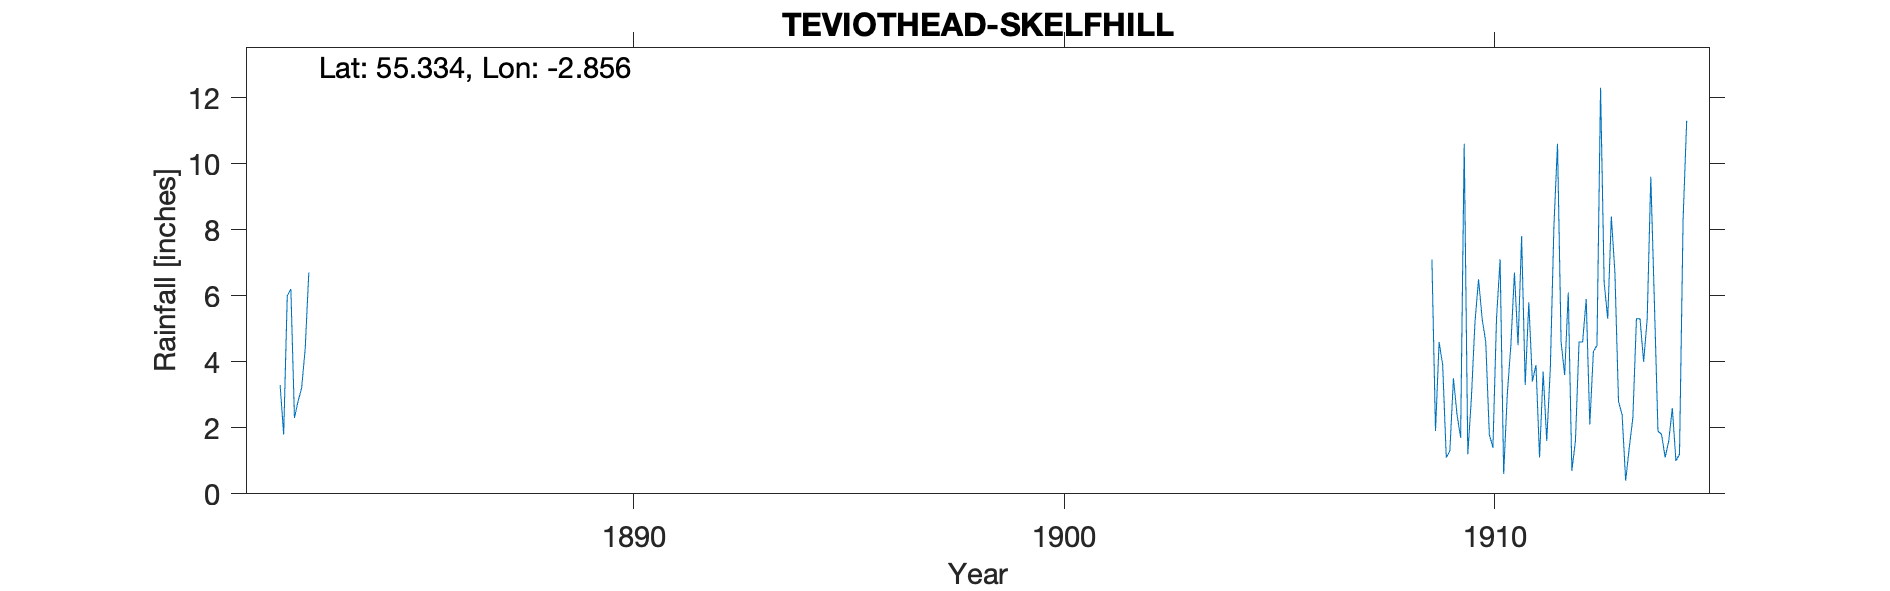 TEVIOTHEAD-SKELFHILL
Lat: 55.334, Lon: -2.856
12
10
8
6
4
2
0
Rainfall [inches]
1890 1900 1910
Year